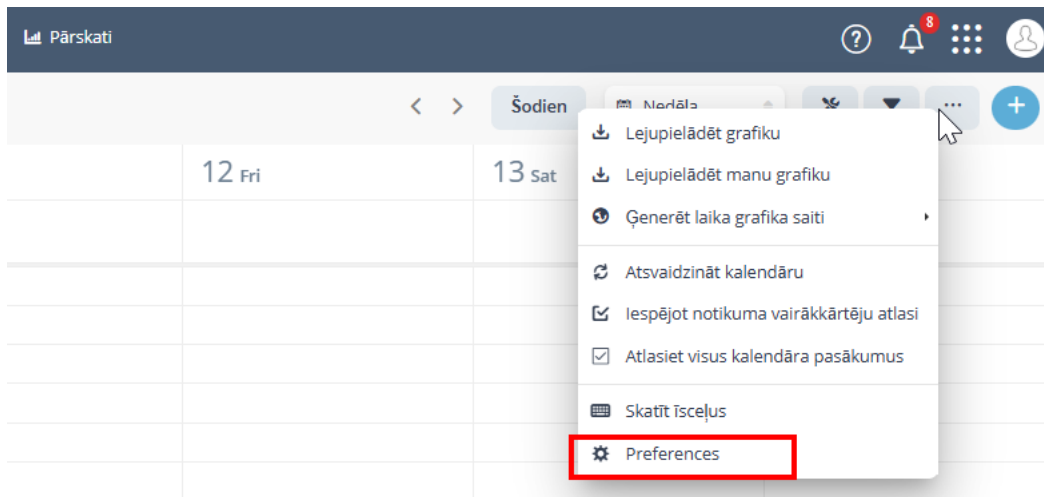 Pārskati
8
Šodien
Nedēļa
12 Fri
13 Sat
Lejupielādēt grafiku
Lejupielādēt manu grafiku
Ģenerēt laika grafika saiti
Atsvaidzināt kalendāru
Iespējot notikuma vairākkārtēju atlasi
Atlasiet visus kalendāra pasākumus
Skatīt īsceļus
Preferences